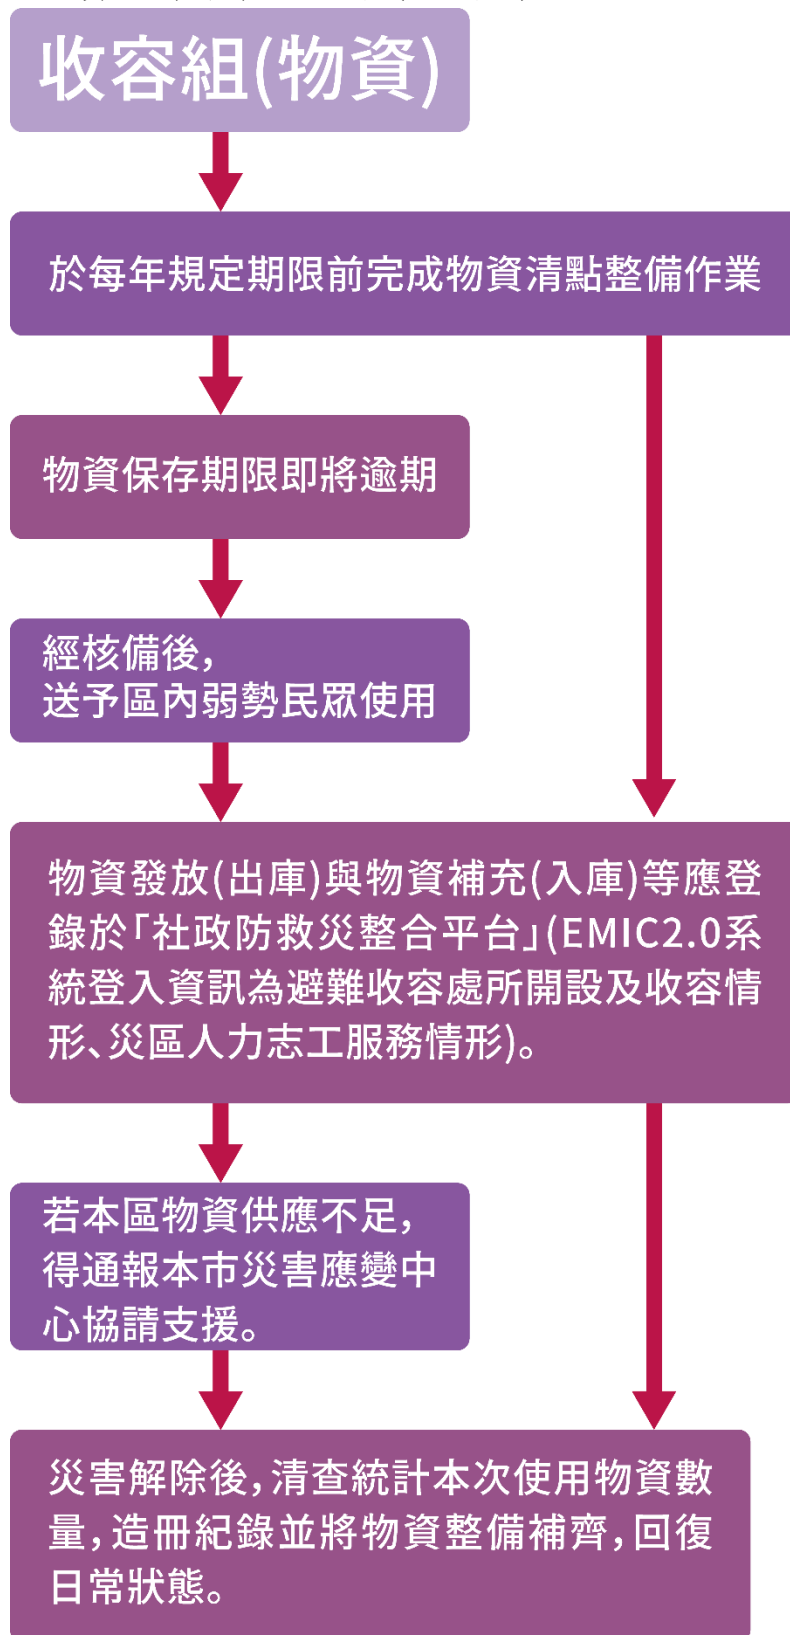 收容組(物資)
於每年規定期限前完成物資清點整備作業
物資保存期限即將逾期
經核備後，
送予區內弱勢民眾使用
物資發放(出庫)與物資補充(入庫)等應登
錄於「社政防救災整合平台」(EMIC2.0系
統登入資訊為避難收容處所開設及收容情
形、災區人力志工服務情形)。
若本區物資供應不足，
得通報本市災害應變中
心協請支援。
災害解除後，清查統計本次使用物資數
量，造冊紀錄並將物資整備補齊，回復
日常狀態。